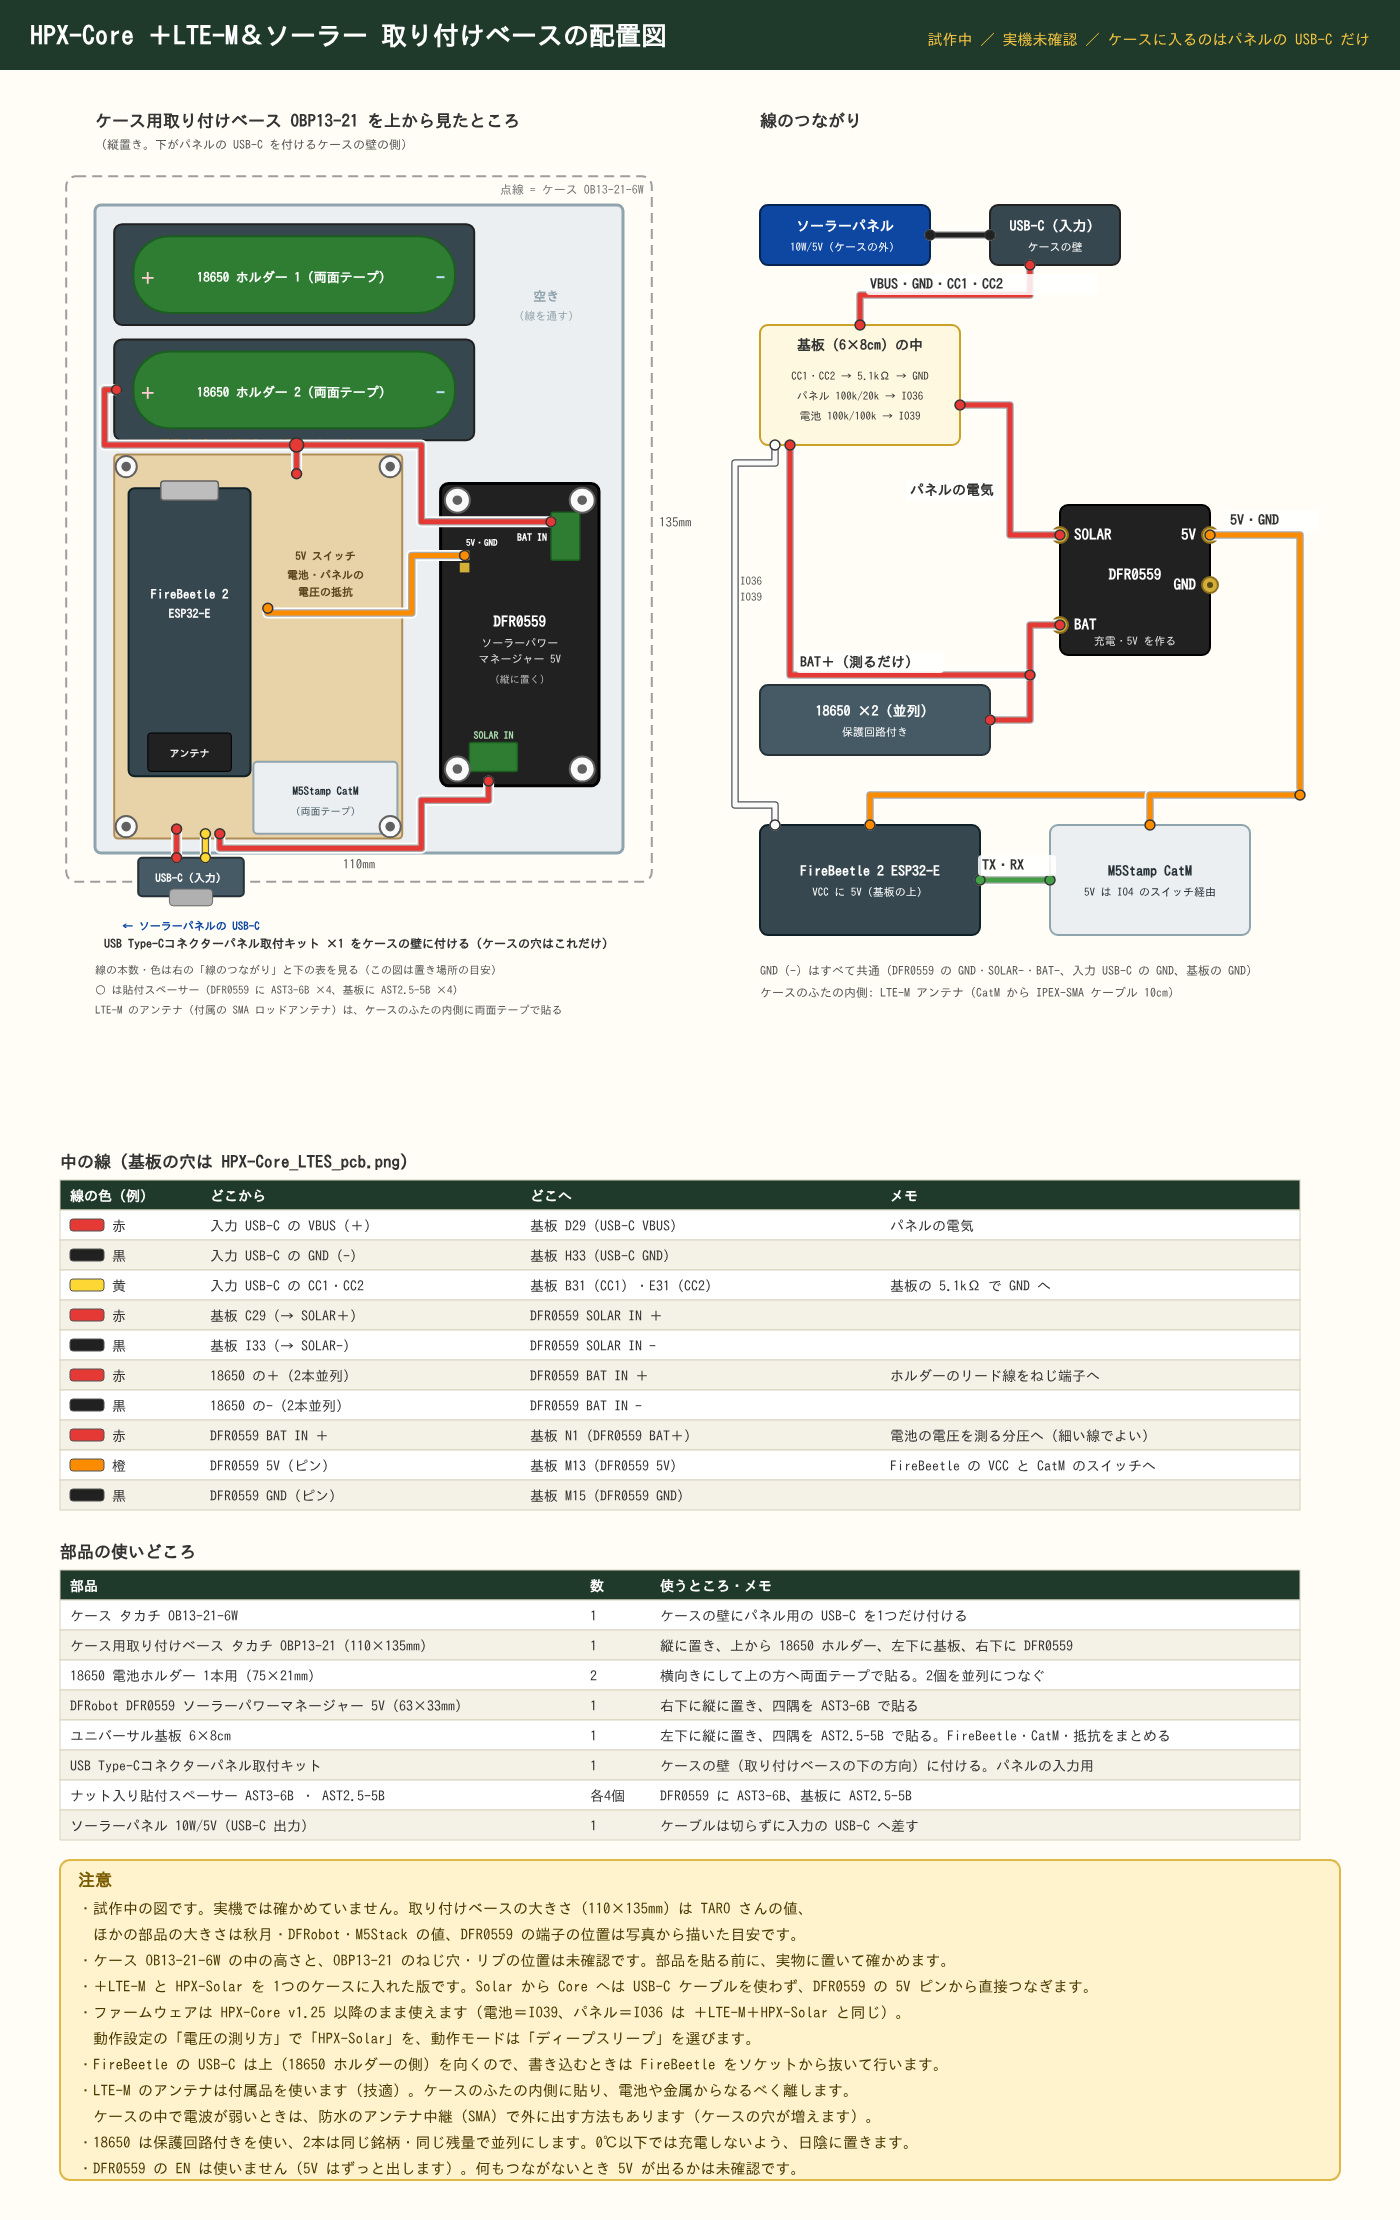 HPX-Core ＋LTE-M＆ソーラー 取り付けベースの配置図
試作中 ／ 実機未確認 ／ ケースに入るのはパネルの USB-C だけ
ケース用取り付けベース OBP13-21 を上から見たところ
（縦置き。下がパネルの USB-C を付けるケースの壁の側）
点線 = ケース OB13-21-6W
＋
18650 ホルダー 1（両面テープ）
−
空き
（線を通す）
＋
18650 ホルダー 2（両面テープ）
−
135mm
5V・GND
BAT IN
5V スイッチ
電池・パネルの
電圧の抵抗
FireBeetle 2
ESP32-E
DFR0559
ソーラーパワー
マネージャー 5V
（縦に置く）
SOLAR IN
アンテナ
M5Stamp CatM
（両面テープ）
110mm
USB-C（入力）
← ソーラーパネルの USB-C
USB Type-Cコネクターパネル取付キット ×1 をケースの壁に付ける（ケースの穴はこれだけ）
線の本数・色は右の「線のつながり」と下の表を見る（この図は置き場所の目安）
○ は貼付スペーサー（DFR0559 に AST3-6B ×4、基板に AST2.5-5B ×4）
LTE-M のアンテナ（付属の SMA ロッドアンテナ）は、ケースのふたの内側に両面テープで貼る
線のつながり
ソーラーパネル
10W/5V（ケースの外）
USB-C（入力）
ケースの壁
VBUS・GND・CC1・CC2
基板（6×8cm）の中
CC1・CC2 → 5.1kΩ → GND
パネル 100k/20k → IO36
電池 100k/100k → IO39
パネルの電気
SOLAR
5V
5V・GND
DFR0559
GND
BAT
充電・5V を作る
IO36
IO39
BAT＋（測るだけ）
18650 ×2（並列）
保護回路付き
FireBeetle 2 ESP32-E
VCC に 5V（基板の上）
TX・RX
M5Stamp CatM
5V は IO4 のスイッチ経由
GND（−）はすべて共通（DFR0559 の GND・SOLAR−・BAT−、入力 USB-C の GND、基板の GND）
ケースのふたの内側: LTE-M アンテナ（CatM から IPEX-SMA ケーブル 10cm）
中の線（基板の穴は HPX-Core_LTES_pcb.png）
線の色（例） どこから どこへ メモ
赤 入力 USB-C の VBUS（＋） 基板 D29（USB-C VBUS） パネルの電気
黒 入力 USB-C の GND（−） 基板 H33（USB-C GND）
黄 入力 USB-C の CC1・CC2 基板 B31（CC1）・E31（CC2） 基板の 5.1kΩ で GND へ
赤 基板 C29（→ SOLAR＋） DFR0559 SOLAR IN ＋
黒 基板 I33（→ SOLAR−） DFR0559 SOLAR IN −
赤 18650 の＋（2本並列） DFR0559 BAT IN ＋ ホルダーのリード線をねじ端子へ
黒 18650 の−（2本並列） DFR0559 BAT IN −
赤 DFR0559 BAT IN ＋ 基板 N1（DFR0559 BAT＋） 電池の電圧を測る分圧へ（細い線でよい）
橙 DFR0559 5V（ピン） 基板 M13（DFR0559 5V） FireBeetle の VCC と CatM のスイッチへ
黒 DFR0559 GND（ピン） 基板 M15（DFR0559 GND）
部品の使いどころ
部品 数 使うところ・メモ
ケース タカチ OB13-21-6W 1 ケースの壁にパネル用の USB-C を1つだけ付ける
ケース用取り付けベース タカチ OBP13-21（110×135mm） 1 縦に置き、上から 18650 ホルダー、左下に基板、右下に DFR0559
18650 電池ホルダー 1本用（75×21mm） 2 横向きにして上の方へ両面テープで貼る。2個を並列につなぐ
DFRobot DFR0559 ソーラーパワーマネージャー 5V（63×33mm） 1 右下に縦に置き、四隅を AST3-6B で貼る
ユニバーサル基板 6×8cm 1 左下に縦に置き、四隅を AST2.5-5B で貼る。FireBeetle・CatM・抵抗をまとめる
USB Type-Cコネクターパネル取付キット 1 ケースの壁（取り付けベースの下の方向）に付ける。パネルの入力用
ナット入り貼付スペーサー AST3-6B ・ AST2.5-5B 各4個 DFR0559 に AST3-6B、基板に AST2.5-5B
ソーラーパネル 10W/5V（USB-C 出力） 1 ケーブルは切らずに入力の USB-C へ差す
注意
・試作中の図です。実機では確かめていません。取り付けベースの大きさ（110×135mm）は TARO さんの値、
ほかの部品の大きさは秋月・DFRobot・M5Stack の値、DFR0559 の端子の位置は写真から描いた目安です。
・ケース OB13-21-6W の中の高さと、OBP13-21 のねじ穴・リブの位置は未確認です。部品を貼る前に、実物に置いて確かめます。
・＋LTE-M と HPX-Solar を 1つのケースに入れた版です。Solar から Core へは USB-C ケーブルを使わず、DFR0559 の 5V ピンから直接つなぎます。
・ファームウェアは HPX-Core v1.25 以降のまま使えます（電池＝IO39、パネル＝IO36 は ＋LTE-M＋HPX-Solar と同じ）。
動作設定の「電圧の測り方」で「HPX-Solar」を、動作モードは「ディープスリープ」を選びます。
・FireBeetle の USB-C は上（18650 ホルダーの側）を向くので、書き込むときは FireBeetle をソケットから抜いて行います。
・LTE-M のアンテナは付属品を使います（技適）。ケースのふたの内側に貼り、電池や金属からなるべく離します。
ケースの中で電波が弱いときは、防水のアンテナ中継（SMA）で外に出す方法もあります（ケースの穴が増えます）。
・18650 は保護回路付きを使い、2本は同じ銘柄・同じ残量で並列にします。0℃以下では充電しないよう、日陰に置きます。
・DFR0559 の EN は使いません（5V はずっと出します）。何もつながないとき 5V が出るかは未確認です。